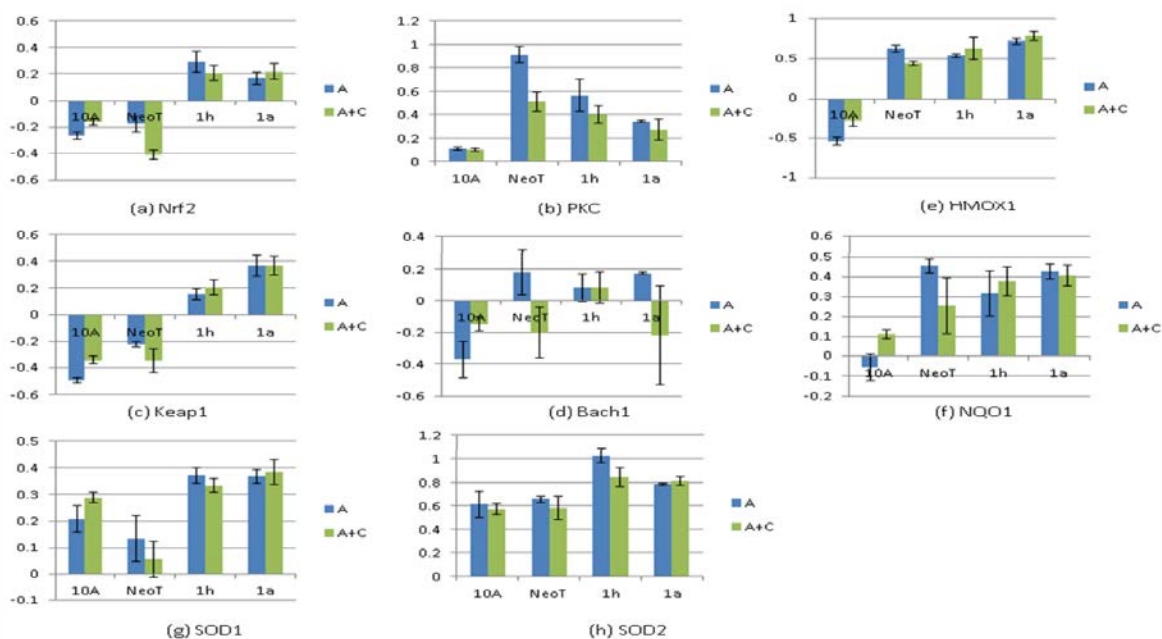 0.6
0.4
0.2
0
-0.2
-0.4
-0.6
10A NeoT 1h 1a
A
A+C
(a) Nrf2
1.2
1
0.8
0.6
0.4
0.2
0
10A NeoT 1h 1a
A
A+C
(b) PKC
1
0.5
0
-0.5
-1
10A NeoT 1h 1a
A
A+C
(e) HMOX1
0.6
0.4
0.2
0
-0.2
-0.4
-0.6
10A NeoT 1h 1a
A
A+C
(c) Keap1
0.4
0.2
0
-0.2
-0.4
-0.6
10A NeoT 1h 1a
A
A+C
(d) Bach1
0.6
0.5
0.4
0.3
0.2
0.1
0
-0.1
-0.2
10A NeoT 1h 1a
A
A+C
(f) NQO1
0.5
0.4
0.3
0.2
0.1
0
-0.1
10A NeoT 1h 1a
A
A+C
(g) SOD1
1.2
1
0.8
0.6
0.4
0.2
0
10A NeoT 1h 1a
A
A+C
(h) SOD2